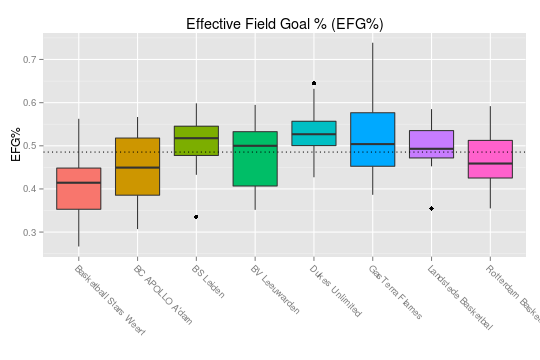 Effective Field Goal % (EFG%)
EFG%
0.7
0.6
0.5
0.4
0.3
Basketball Stars Weert
BC APOLLO A'dam
BS Leiden
BV Leeuwarden
Dukes Unlimited
GasTerra Flames
Landstede Basketbal
Rotterdam Basket